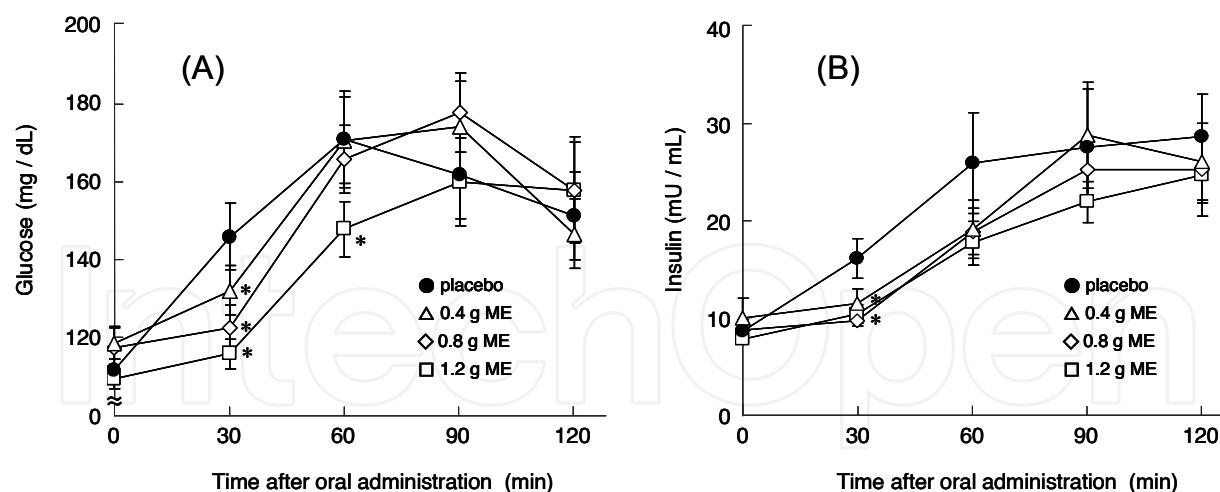 (A)
Glucose (mg / dL)
200
180
160
140
120
0
0 30 60 90 120
Time after oral administration (min)
placebo
0.4 g ME
0.8 g ME
1.2 g ME
*
*
*
*
(B)
Insulin (mU / mL)
40
30
20
10
0
0 30 60 90 120
Time after oral administration (min)
placebo
0.4 g ME
0.8 g ME
1.2 g ME
*
*
IntechOpen